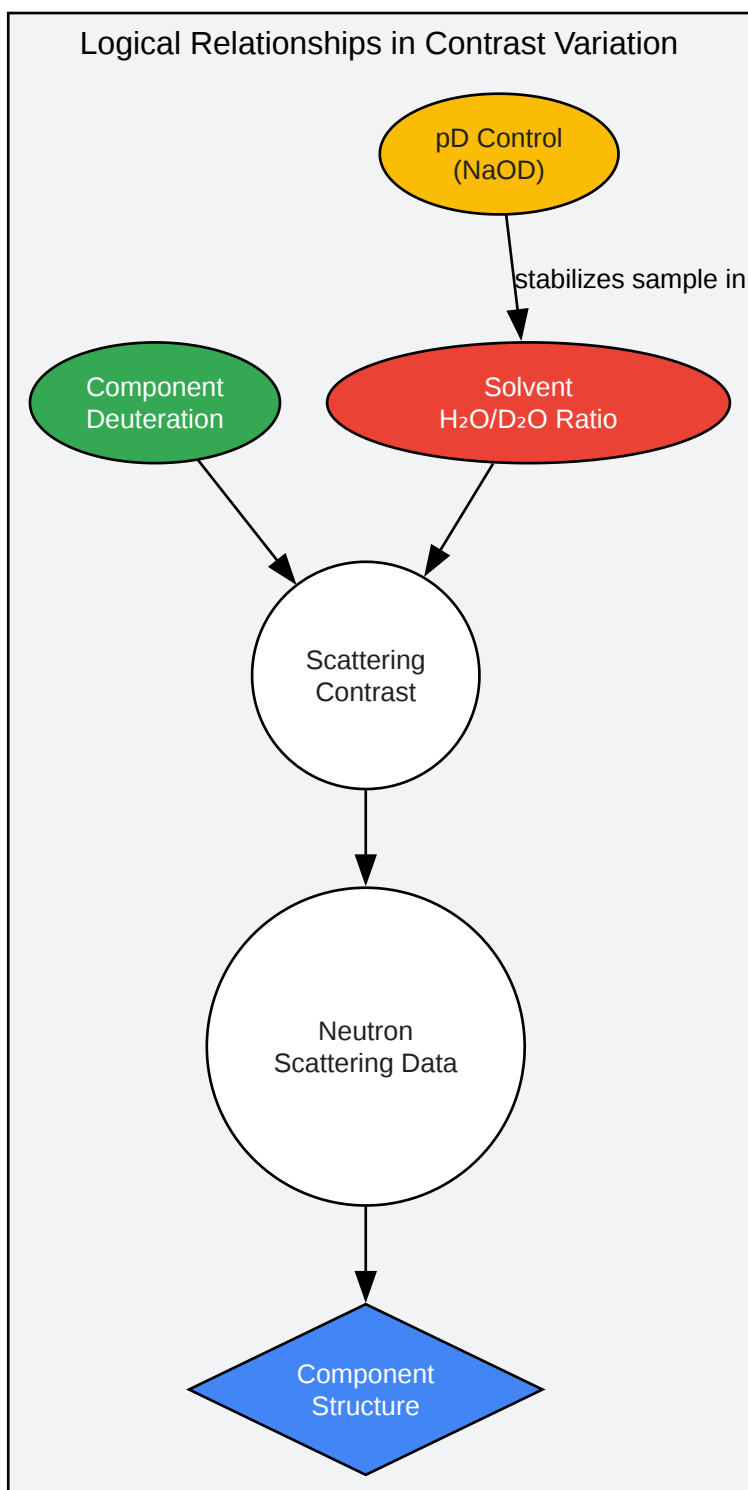 Logical Relationships in Contrast Variation
pD Control
(NaOD)
stabilizes sample in
Component
Deuteration
Solvent
H₂O/D₂O Ratio
Scattering
Contrast
Neutron
Scattering Data
Component
Structure